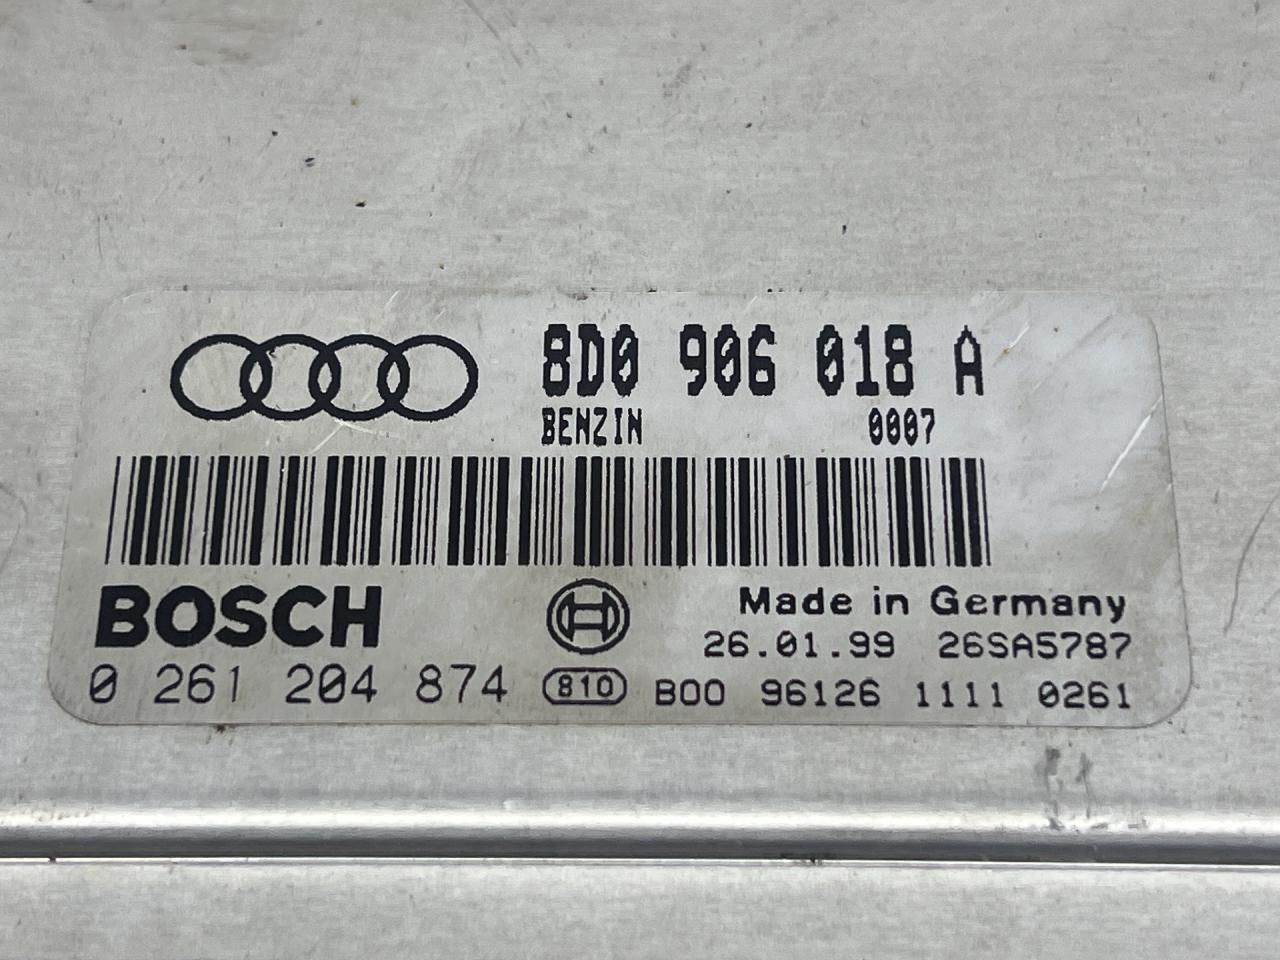 8D0 906 018 A
BENZIN 0007
BOSCH
Made in Germany
26.01.99 26SA5787
0 261 204 874 810 B00 96126 1111 0261